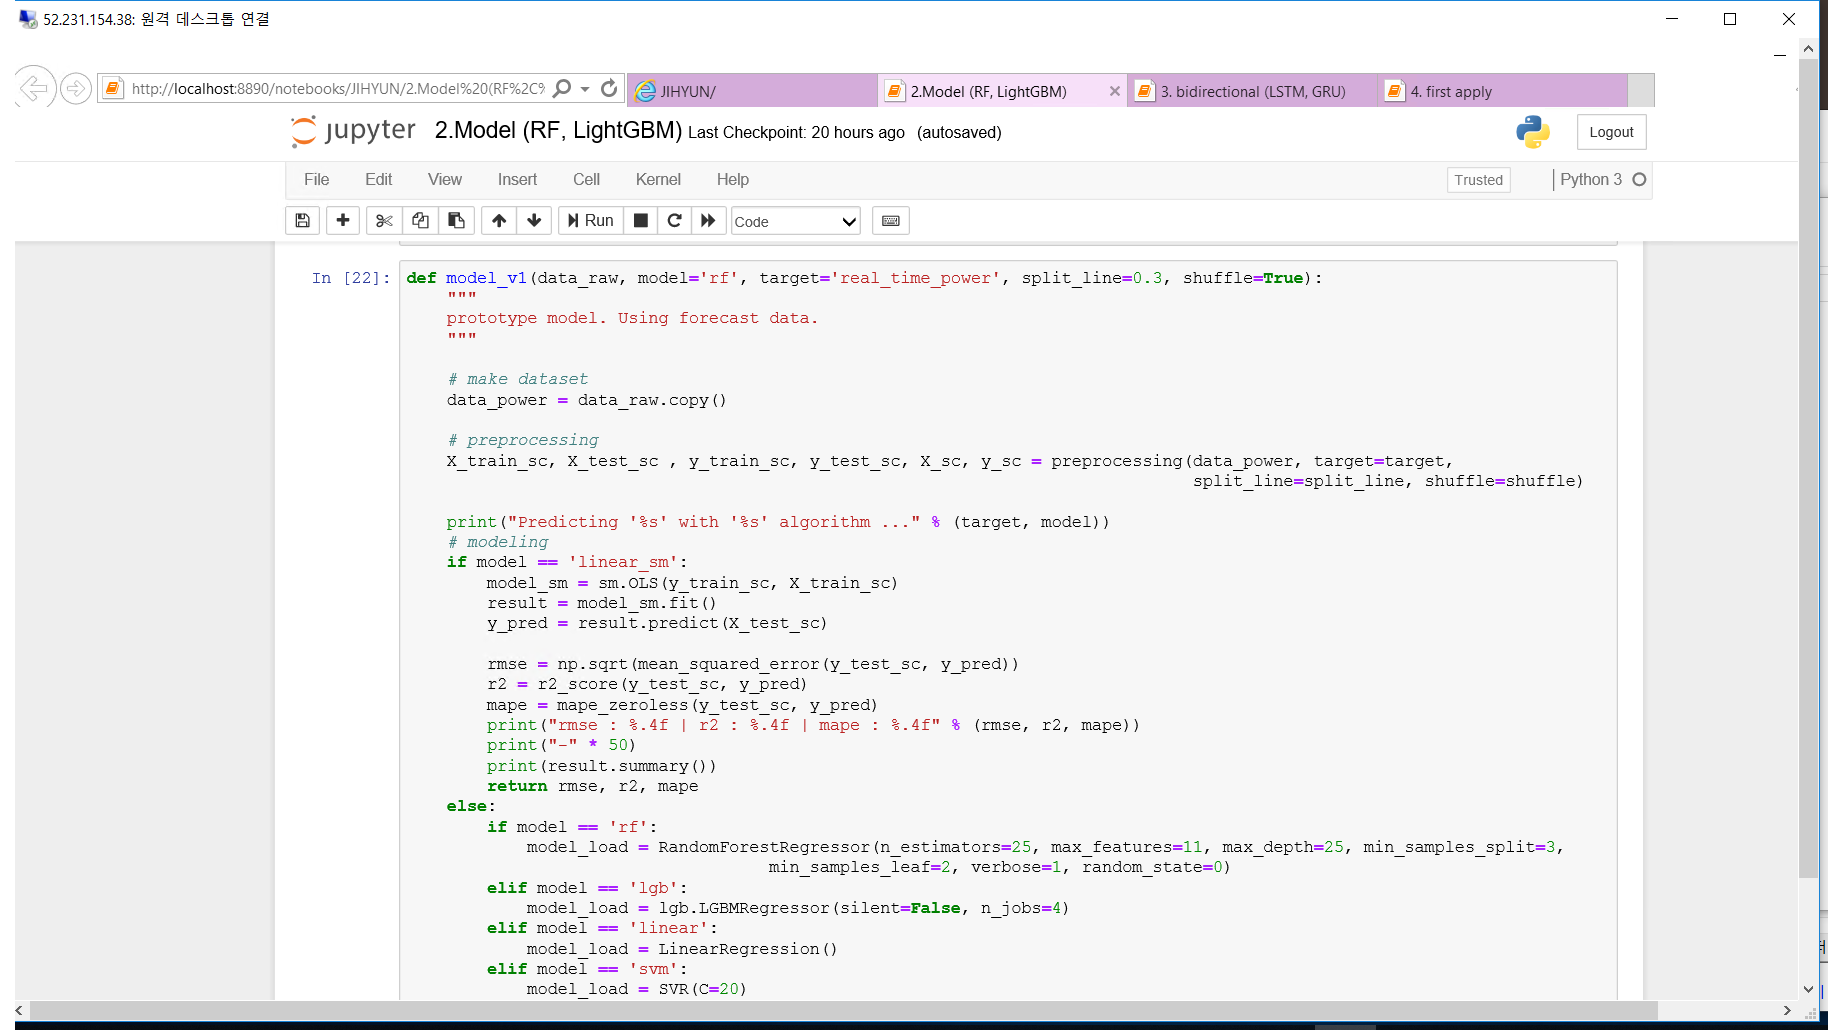 52.231.154.38: 원격 데스크톱 연결
http://localhost:8890/notebooks/JIHYUN/2.Model%20(RF%2C%
JIHYUN/
2.Model (RF, LightGBM)
3. bidirectional (LSTM, GRU)
4. first apply
jupyter 2.Model (RF, LightGBM) Last Checkpoint: 20 hours ago (autosaved)
Logout
File Edit View Insert Cell Kernel Help
Trusted
Python 3
Run
Code
In [22]:
def model_v1(data_raw, model='rf', target='real_time_power', split_line=0.3, shuffle=True):
    """
    prototype model. Using forecast data.
    """
    # make dataset
    data_power = data_raw.copy()
    # preprocessing
    X_train_sc, X_test_sc , y_train_sc, y_test_sc, X_sc, y_sc = preprocessing(data_power, target=target,
                                                                              split_line=split_line, shuffle=shuffle)
    print("Predicting '%s' with '%s' algorithm ..." % (target, model))
    # modeling
    if model == 'linear_sm':
        model_sm = sm.OLS(y_train_sc, X_train_sc)
        result = model_sm.fit()
        y_pred = result.predict(X_test_sc)
        rmse = np.sqrt(mean_squared_error(y_test_sc, y_pred))
        r2 = r2_score(y_test_sc, y_pred)
        mape = mape_zeroless(y_test_sc, y_pred)
        print("rmse : %.4f | r2 : %.4f | mape : %.4f" % (rmse, r2, mape))
        print("-" * 50)
        print(result.summary())
        return rmse, r2, mape
    else:
        if model == 'rf':
            model_load = RandomForestRegressor(n_estimators=25, max_features=11, max_depth=25, min_samples_split=3,
                                    min_samples_leaf=2, verbose=1, random_state=0)
        elif model == 'lgb':
            model_load = lgb.LGBMRegressor(silent=False, n_jobs=4)
        elif model == 'linear':
            model_load = LinearRegression()
        elif model == 'svm':
            model_load = SVR(C=20)